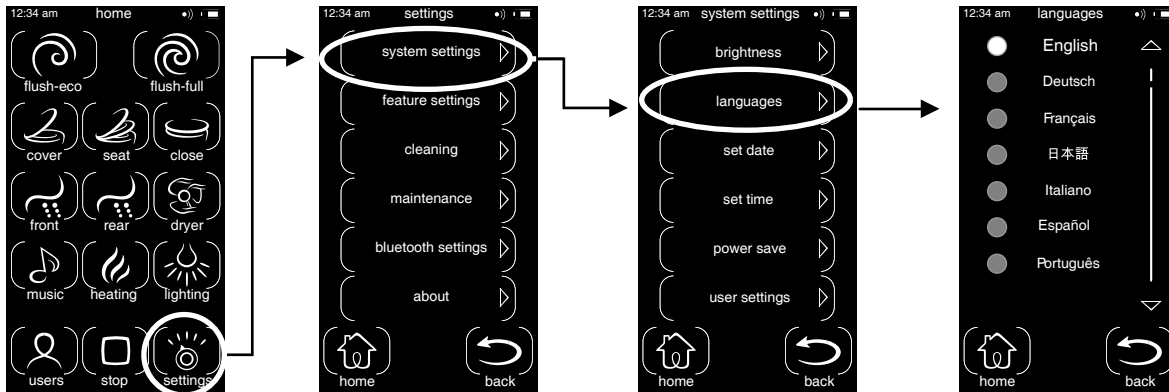 12:34 am home
flush-eco flush-full
cover seat close
front rear dryer
music heating lighting
users stop settings
12:34 am settings
system settings
feature settings
cleaning
maintenance
bluetooth settings
about
home back
12:34 am system settings
brightness
languages
set date
set time
power save
user settings
home back
12:34 am languages
English
Deutsch
Français
日本語
Italiano
Español
Português
home back